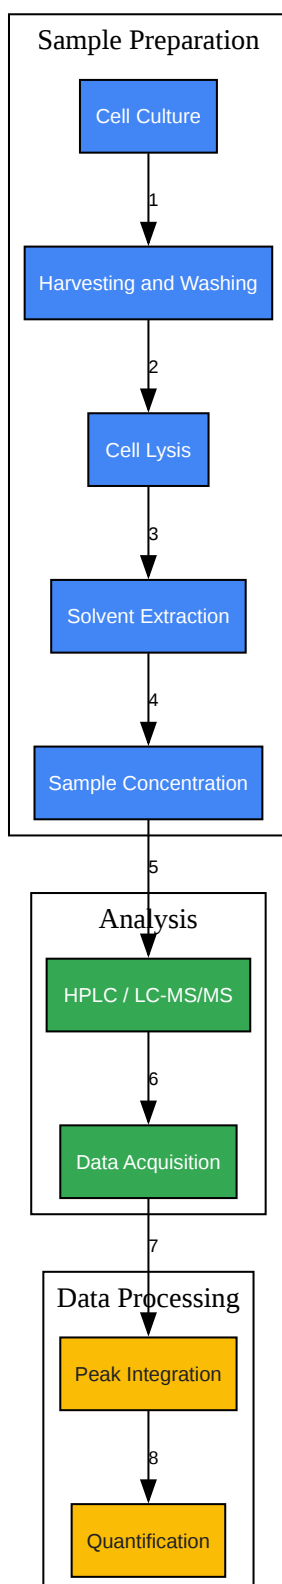 Sample Preparation
Cell Culture
1
Harvesting and Washing
2
Cell Lysis
3
Solvent Extraction
4
Sample Concentration
5
Analysis
HPLC / LC-MS/MS
6
Data Acquisition
7
Data Processing
Peak Integration
8
Quantification